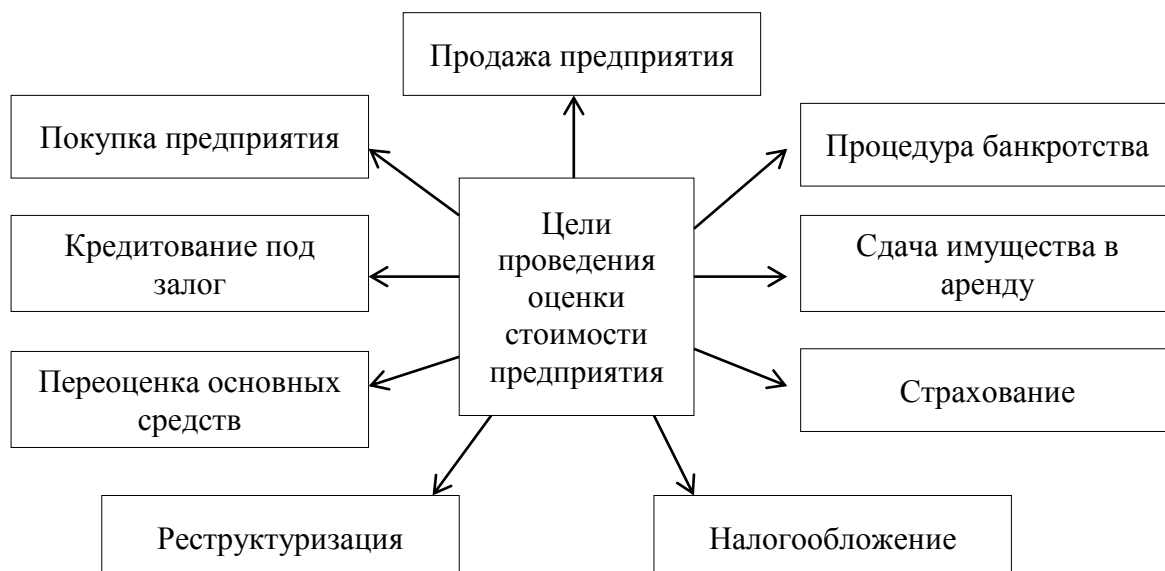 Продажа предприятия
Покупка предприятия
Процедура банкротства
Цели
проведения
оценки
стоимости
предприятия
Кредитование под
залог
Сдача имущества в
аренду
Переоценка основных
средств
Страхование
Реструктуризация
Налогообложение